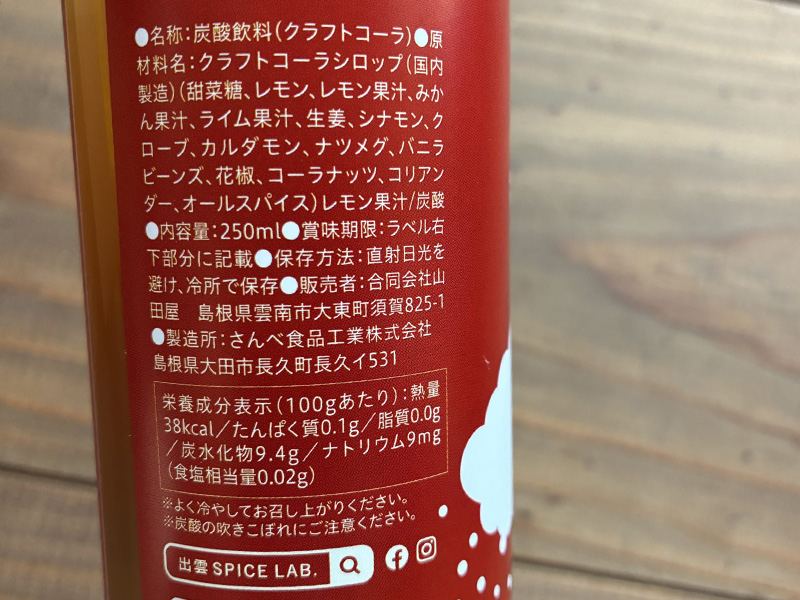 ●名称：炭酸飲料（クラフトコーラ）●原
材料名：クラフトコーラシロップ（国内
製造）（甜菜糖、レモン、レモン果汁、みか
ん果汁、ライム果汁、生姜、シナモン、ク
ローブ、カルダモン、ナツメグ、バニラ
ビーンズ、花椒、コーラナッツ、コリアン
ダー、オールスパイス）レモン果汁/炭酸
●内容量：250ml●賞味期限：ラベル右
下部分に記載●保存方法：直射日光を
避け、冷所で保存●販売者：合同会社山
田屋　島根県雲南市大東町須賀825-1
●製造所：さんべ食品工業株式会社
島根県大田市長久町長久イ531
栄養成分表示（100gあたり）：熱量
38kcal／たんぱく質0.1g／脂質0.0g
／炭水化物9.4g／ナトリウム9mg
（食塩相当量0.02g）
※よく冷やしてお召し上がりください。
※炭酸の吹きこぼれにご注意ください。
出雲 SPICE LAB.